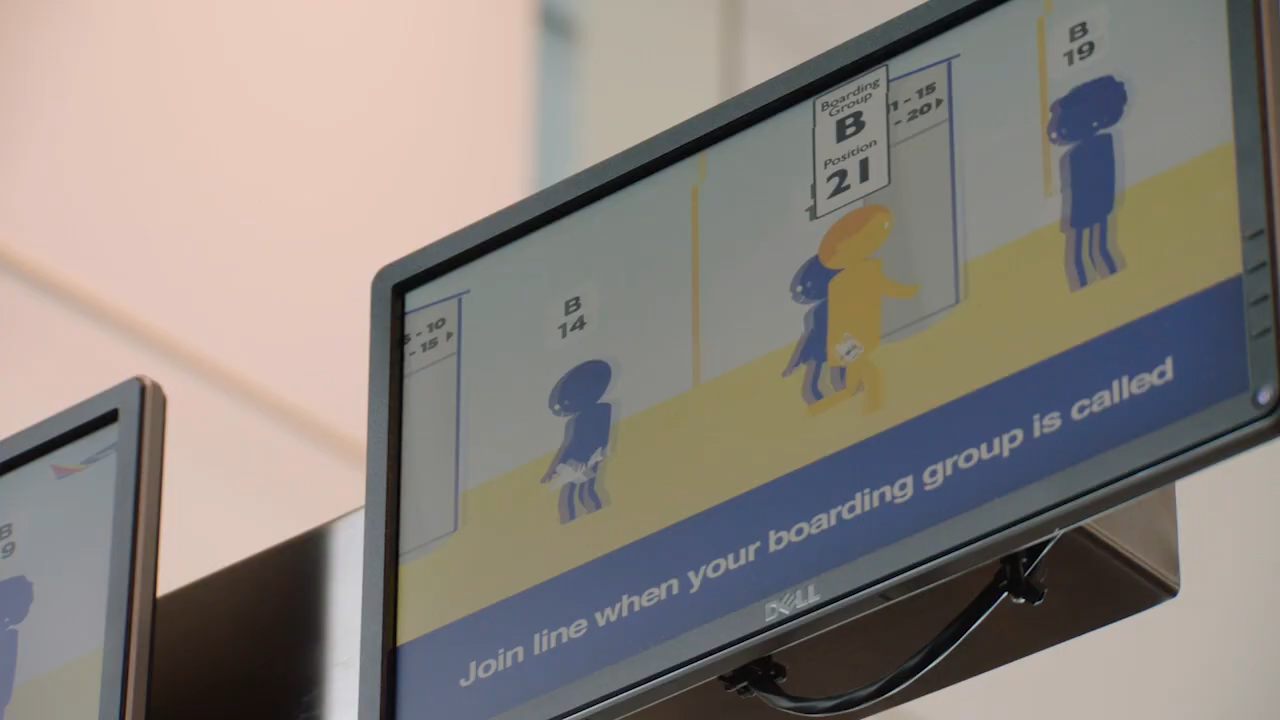 B
19
Boarding
Group
B
Position
21
1 - 15
- 20
- 10
- 15
B
14
Join line when your boarding group is called
DELL
B
9